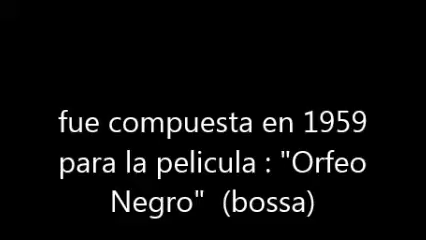 fue compuesta en 1959
para la pelicula : "Orfeo
Negro"  (bossa)